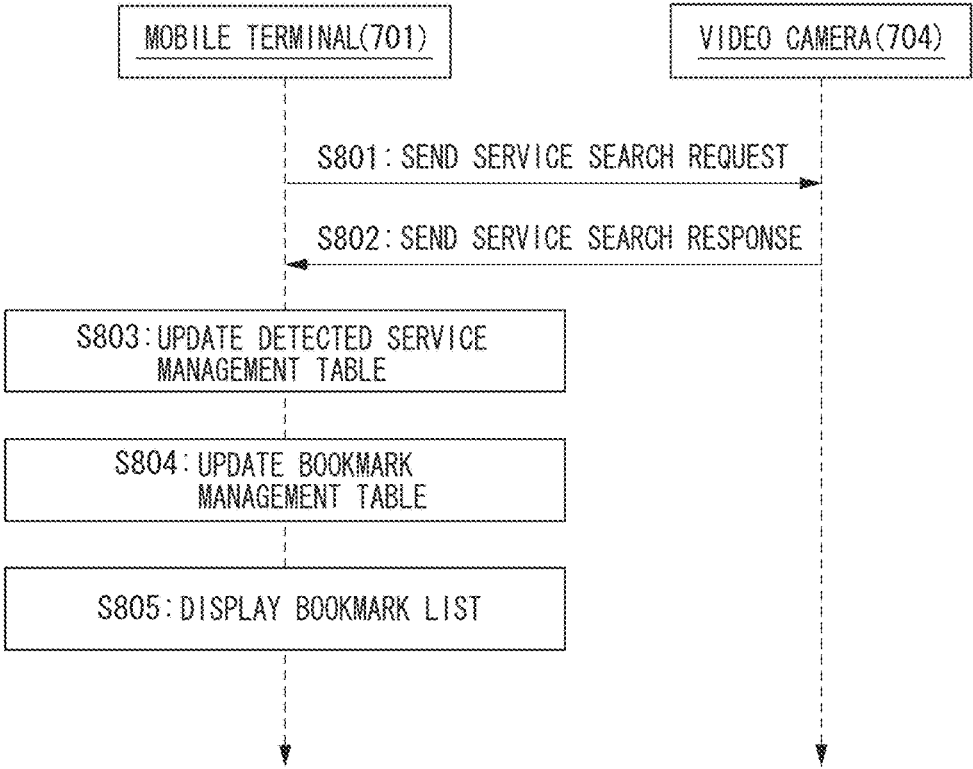 MOBILE TERMINAL(701)
VIDEO CAMERA(704)
S801:SEND SERVICE SEARCH REQUEST
S802:SEND SERVICE SEARCH RESPONSE
S803:UPDATE DETECTED SERVICE
MANAGEMENT TABLE
S804:UPDATE BOOKMARK
MANAGEMENT TABLE
S805:DISPLAY BOOKMARK LIST